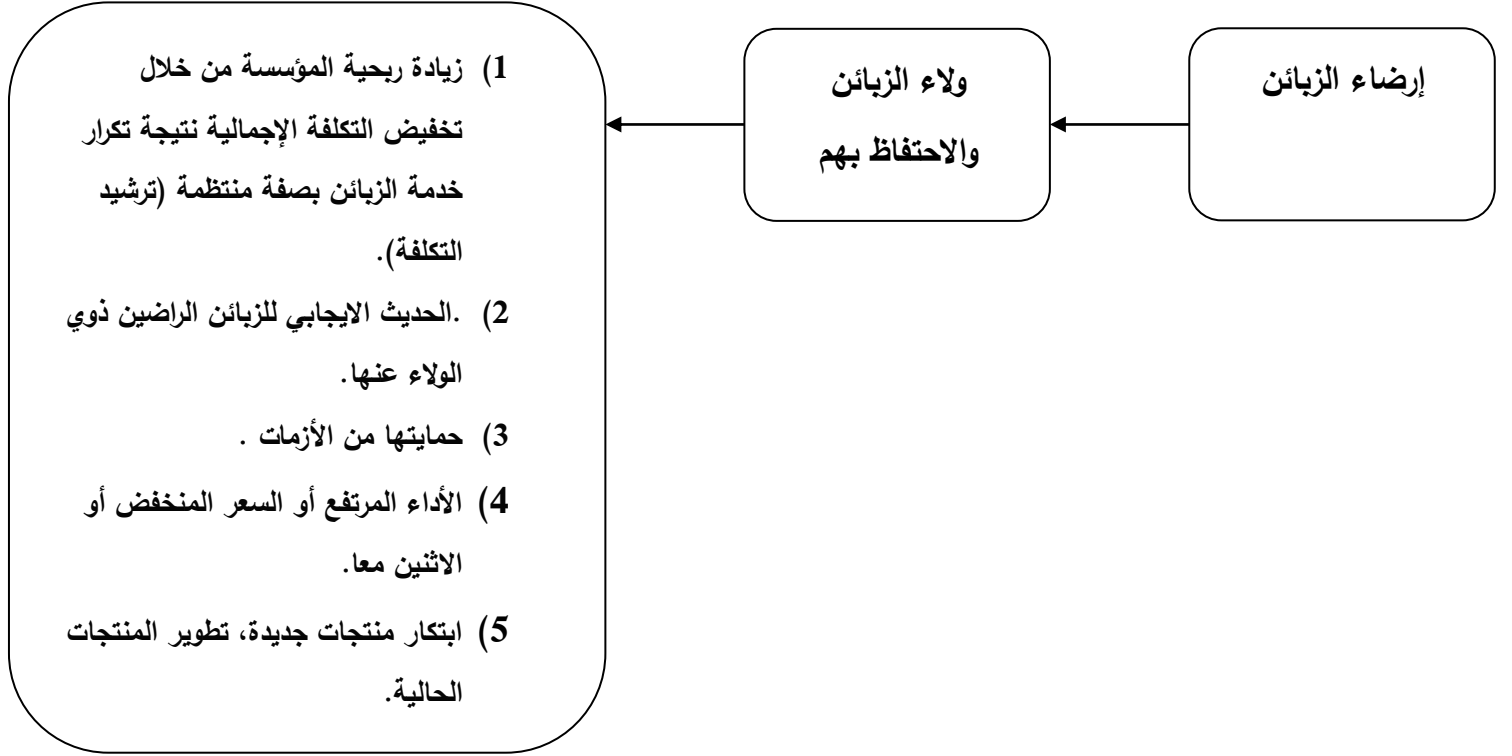 إرضاء الزبائن
ولاء الزبائن
والاحتفاظ بهم
1) زيادة ربحية المؤسسة من خلال
تخفيض التكلفة الإجمالية نتيجة تكرار
خدمة الزبائن بصفة منتظمة (ترشيد
التكلفة).
2) .الحديث الايجابي للزبائن الراضين ذوي
الولاء عنها.
3) حمايتها من الأزمات .
4) الأداء المرتفع أو السعر المنخفض أو
الاثنين معا.
5) ابتكار منتجات جديدة، تطوير المنتجات
الحالية.